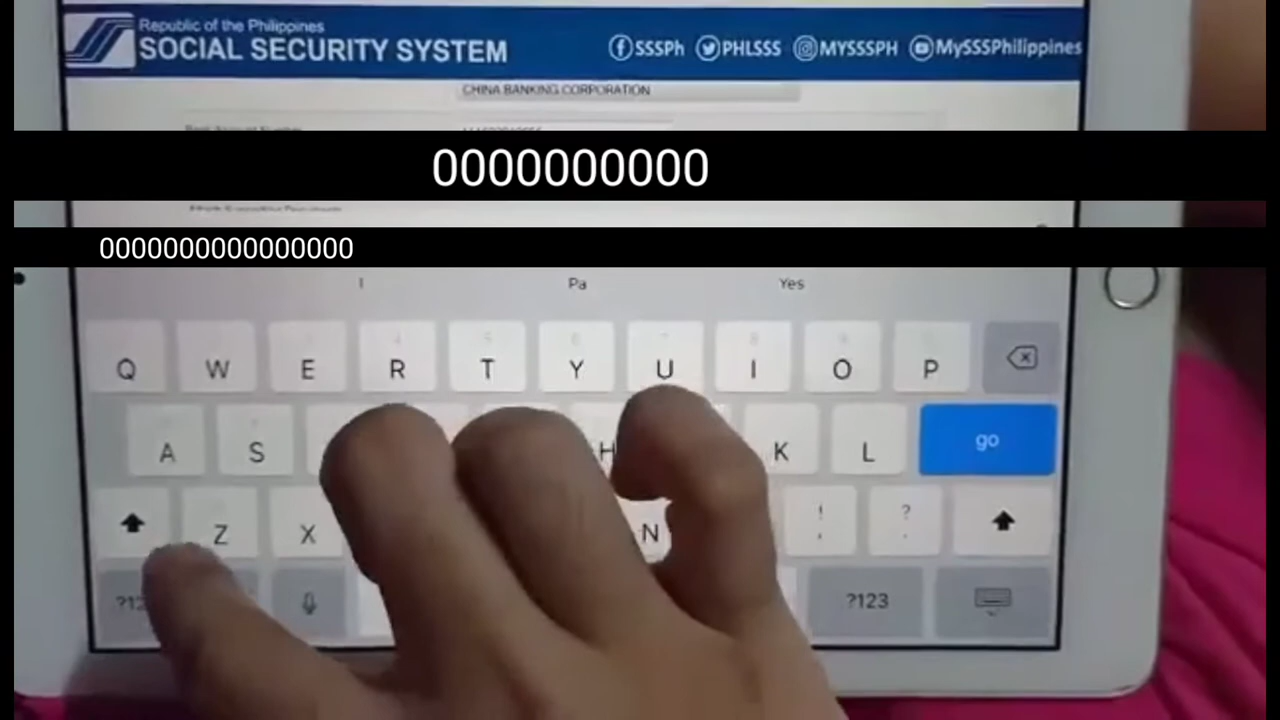 Republic of the Philippines
SOCIAL SECURITY SYSTEM
SSSPh PHLSSS MYSSSPH MySSSPhilippines
CHINA BANKING CORPORATION
0000000000
0000000000000000
I Pa Yes
Q W E R T Y U I O P
A S H K L go
Z X N ! , ? .
?12 ?123